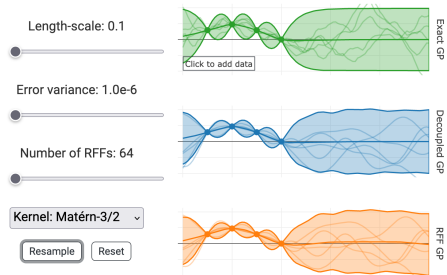 Length-scale: 0.1
Error variance: 1.0e-6
Number of RFFs: 64
Kernel: Matérn-3/2
Resample
Reset
Click to add data
Exact GP
Decoupled GP
RFF GP